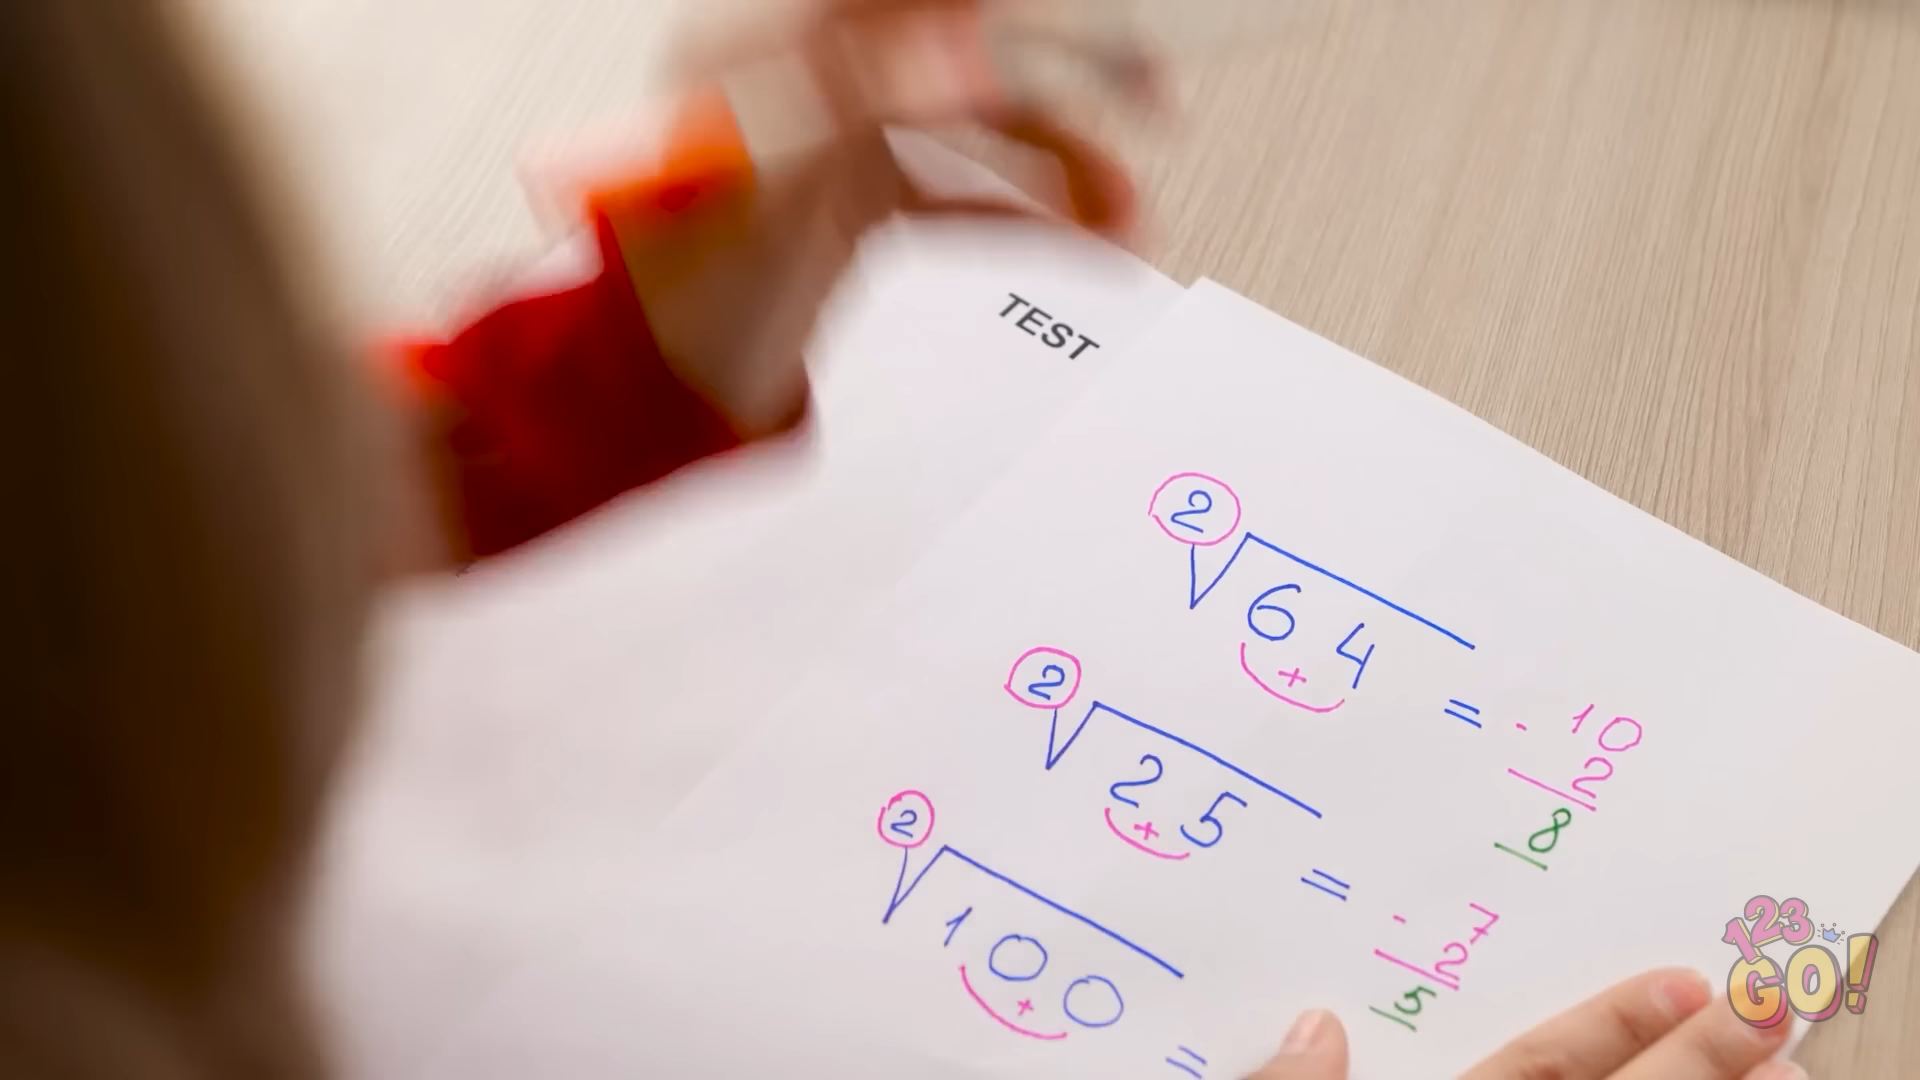 TEST
2√64 = - 10
2
8
2√25 = - 7
2
5
2√100 =
+
+
+
123 GO!